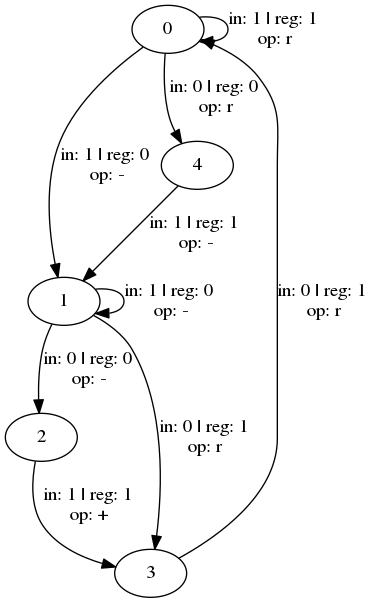 0
in: 1 | reg: 1
op: r
in: 0 | reg: 0
op: r
in: 1 | reg: 0
op: -
4
in: 1 | reg: 1
op: -
1
in: 1 | reg: 0
op: -
in: 0 | reg: 1
op: r
in: 0 | reg: 0
op: -
2
in: 0 | reg: 1
op: r
in: 1 | reg: 1
op: +
3